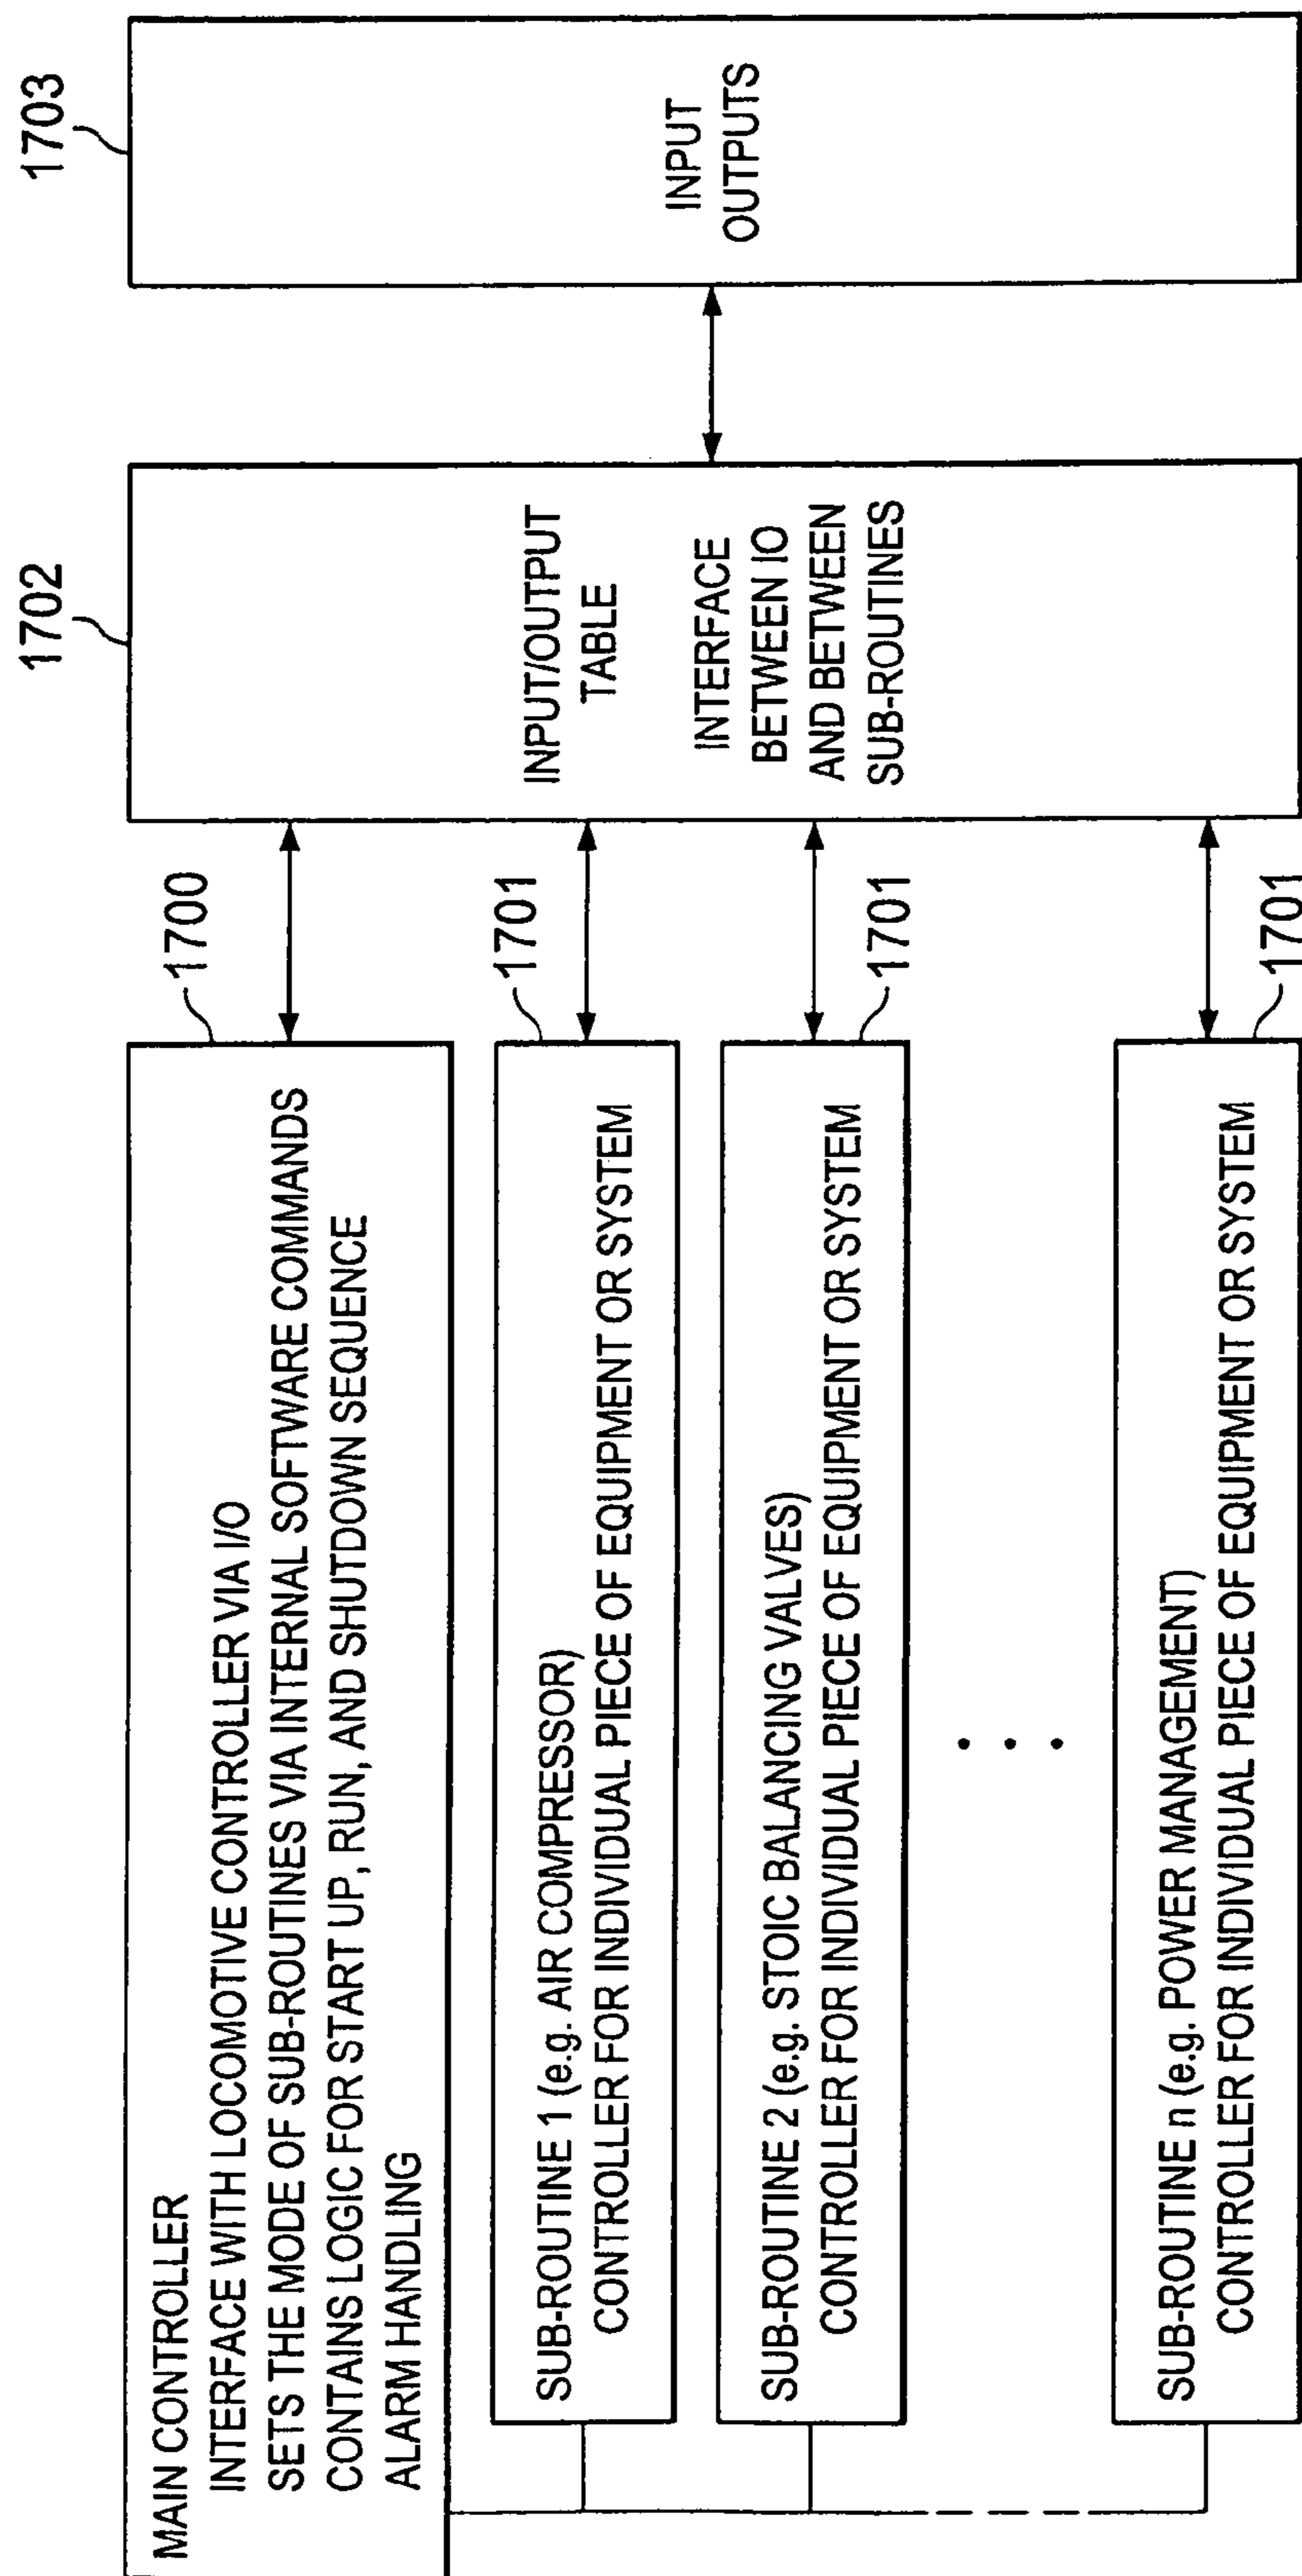 1700
MAIN CONTROLLER
INTERFACE WITH LOCOMOTIVE CONTROLLER VIA I/O
SETS THE MODE OF SUB-ROUTINES VIA INTERNAL SOFTWARE COMMANDS
CONTAINS LOGIC FOR START UP, RUN, AND SHUTDOWN SEQUENCE
ALARM HANDLING
1701
SUB-ROUTINE 1 (e.g. AIR COMPRESSOR)
CONTROLLER FOR INDIVIDUAL PIECE OF EQUIPMENT OR SYSTEM
1701
SUB-ROUTINE 2 (e.g. STOIC BALANCING VALVES)
CONTROLLER FOR INDIVIDUAL PIECE OF EQUIPMENT OR SYSTEM
• • •
1701
SUB-ROUTINE n (e.g. POWER MANAGEMENT)
CONTROLLER FOR INDIVIDUAL PIECE OF EQUIPMENT OR SYSTEM
1702
INPUT/OUTPUT
TABLE
INTERFACE
BETWEEN IO
AND BETWEEN
SUB-ROUTINES
1703
INPUT
OUTPUTS